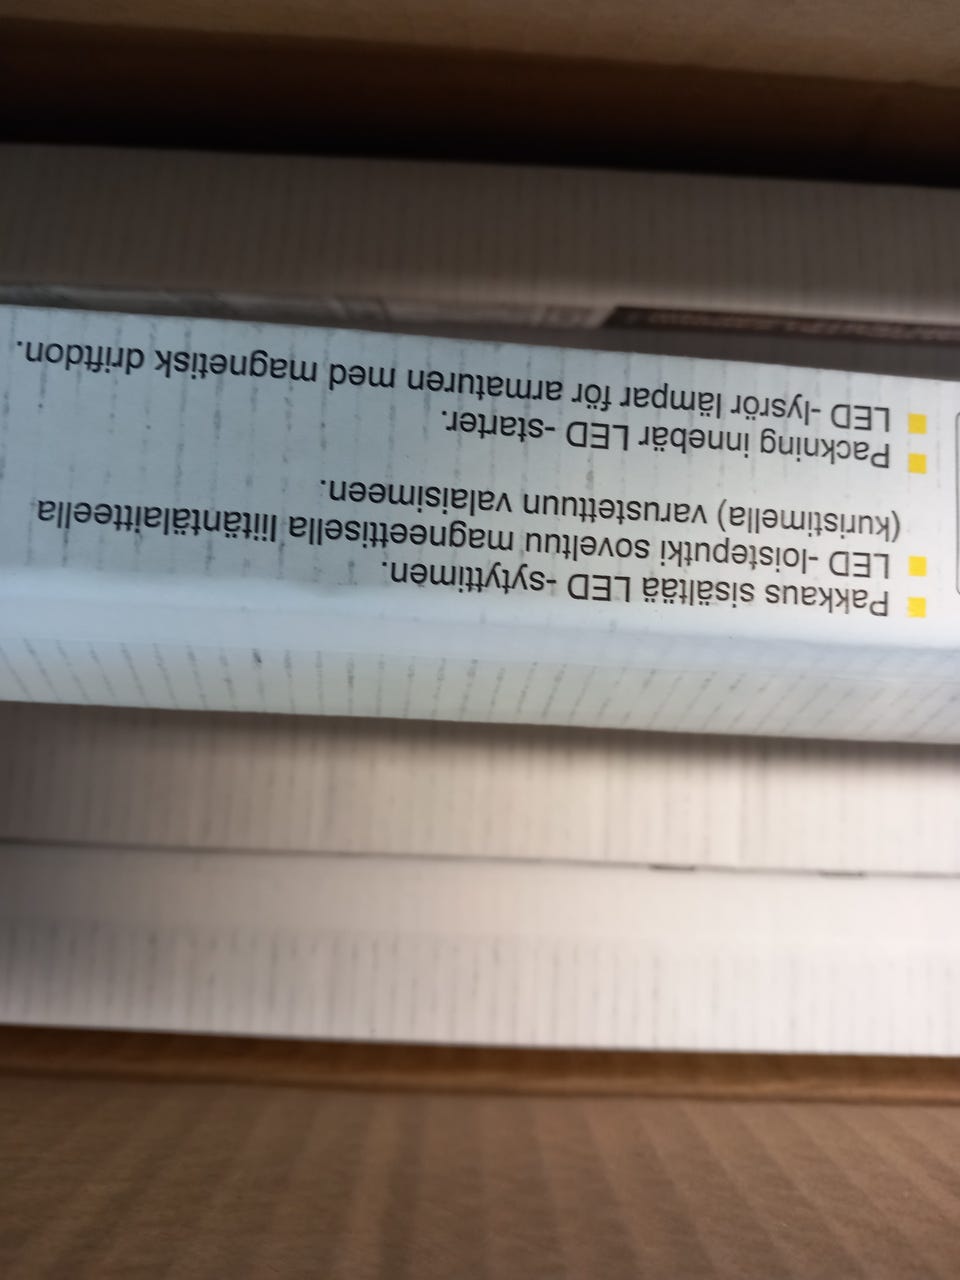 Pakkaus sisältää LED -sytyttimen.
LED -loisteputki soveltuu magneettisella liitäntälaitteella
(kuristimella) varustettuun valaisimeen.
Packning innebär LED -starter.
LED -lysrör lämpar för armaturen med magnetisk driftdon.